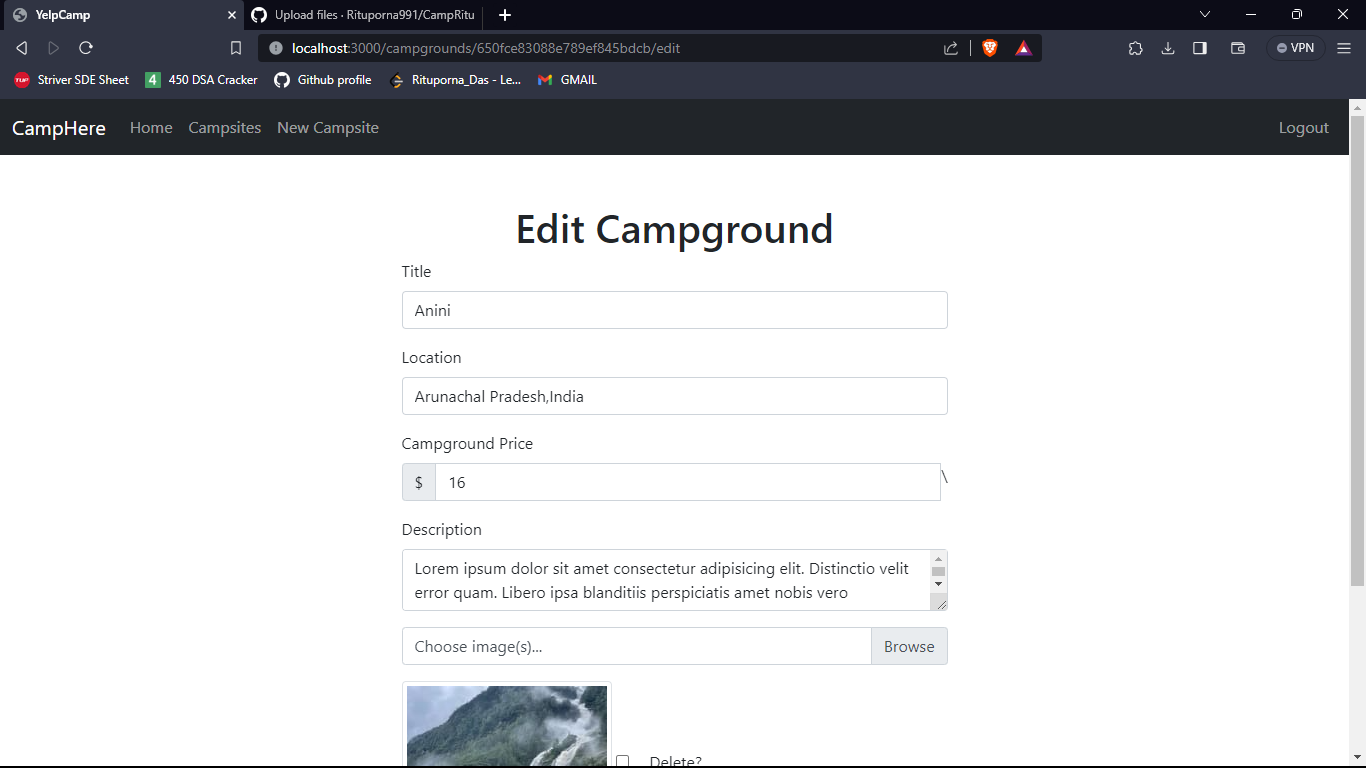 YelpCamp
Upload files · Rituporna991/CampRitu
localhost:3000/campgrounds/650fce83088e789ef845bdcb/edit
VPN
TUF Striver SDE Sheet 4 450 DSA Cracker Github profile Rituporna_Das - Le... GMAIL
CampHere Home Campsites New Campsite Logout
Edit Campground
Title
Anini
Location
Arunachal Pradesh,India
Campground Price
$ 16 \
Description
Lorem ipsum dolor sit amet consectetur adipisicing elit. Distinctio velit
error quam. Libero ipsa blanditiis perspiciatis amet nobis vero
Choose image(s)... Browse
Delete?